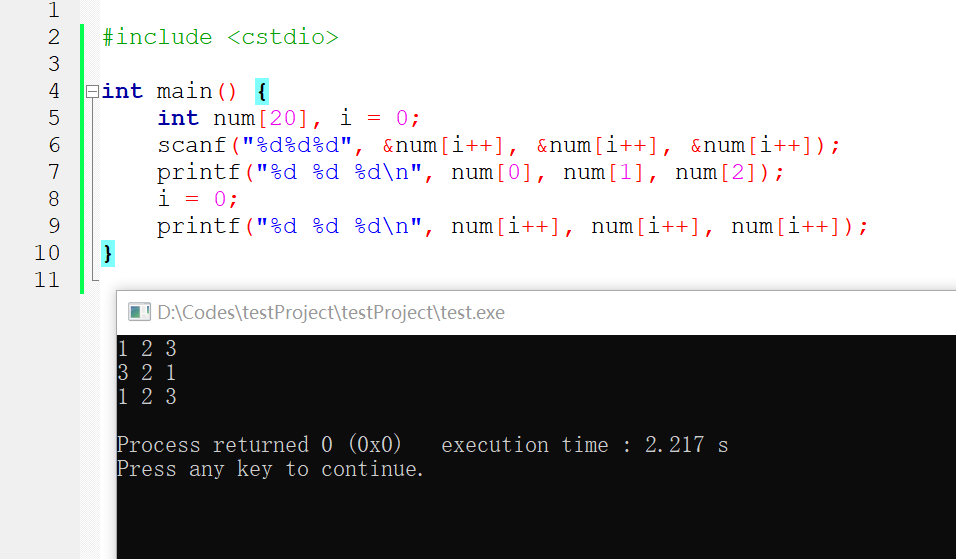 1
2 #include <cstdio>
3
4 int main() {
5 int num[20], i = 0;
6 scanf("%d%d%d", &num[i++], &num[i++], &num[i++]);
7 printf("%d %d %d\n", num[0], num[1], num[2]);
8 i = 0;
9 printf("%d %d %d\n", num[i++], num[i++], num[i++]);
10 }
11
D:\Codes\testProject\testProject\test.exe
1 2 3
3 2 1
1 2 3
Process returned 0 (0x0)   execution time : 2.217 s
Press any key to continue.